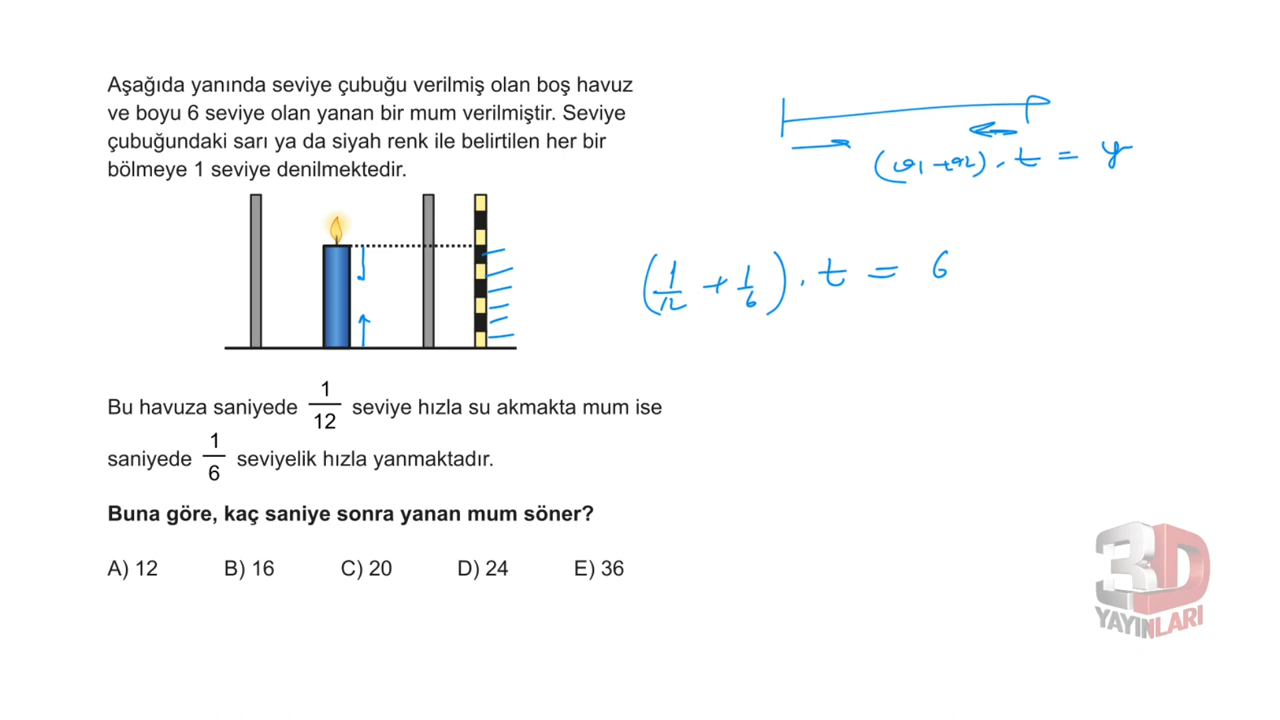 Aşağıda yanında seviye çubuğu verilmiş olan boş havuz
ve boyu 6 seviye olan yanan bir mum verilmiştir. Seviye
çubuğundaki sarı ya da siyah renk ile belirtilen her bir
bölmeye 1 seviye denilmektedir.
(v1 + v2) . t = y
(1/12 + 1/6) . t = 6
Bu havuza saniyede 1/12 seviye hızla su akmakta mum ise
saniyede 1/6 seviyelik hızla yanmaktadır.
Buna göre, kaç saniye sonra yanan mum söner?
A) 12 B) 16 C) 20 D) 24 E) 36
3D
YAYINLARI